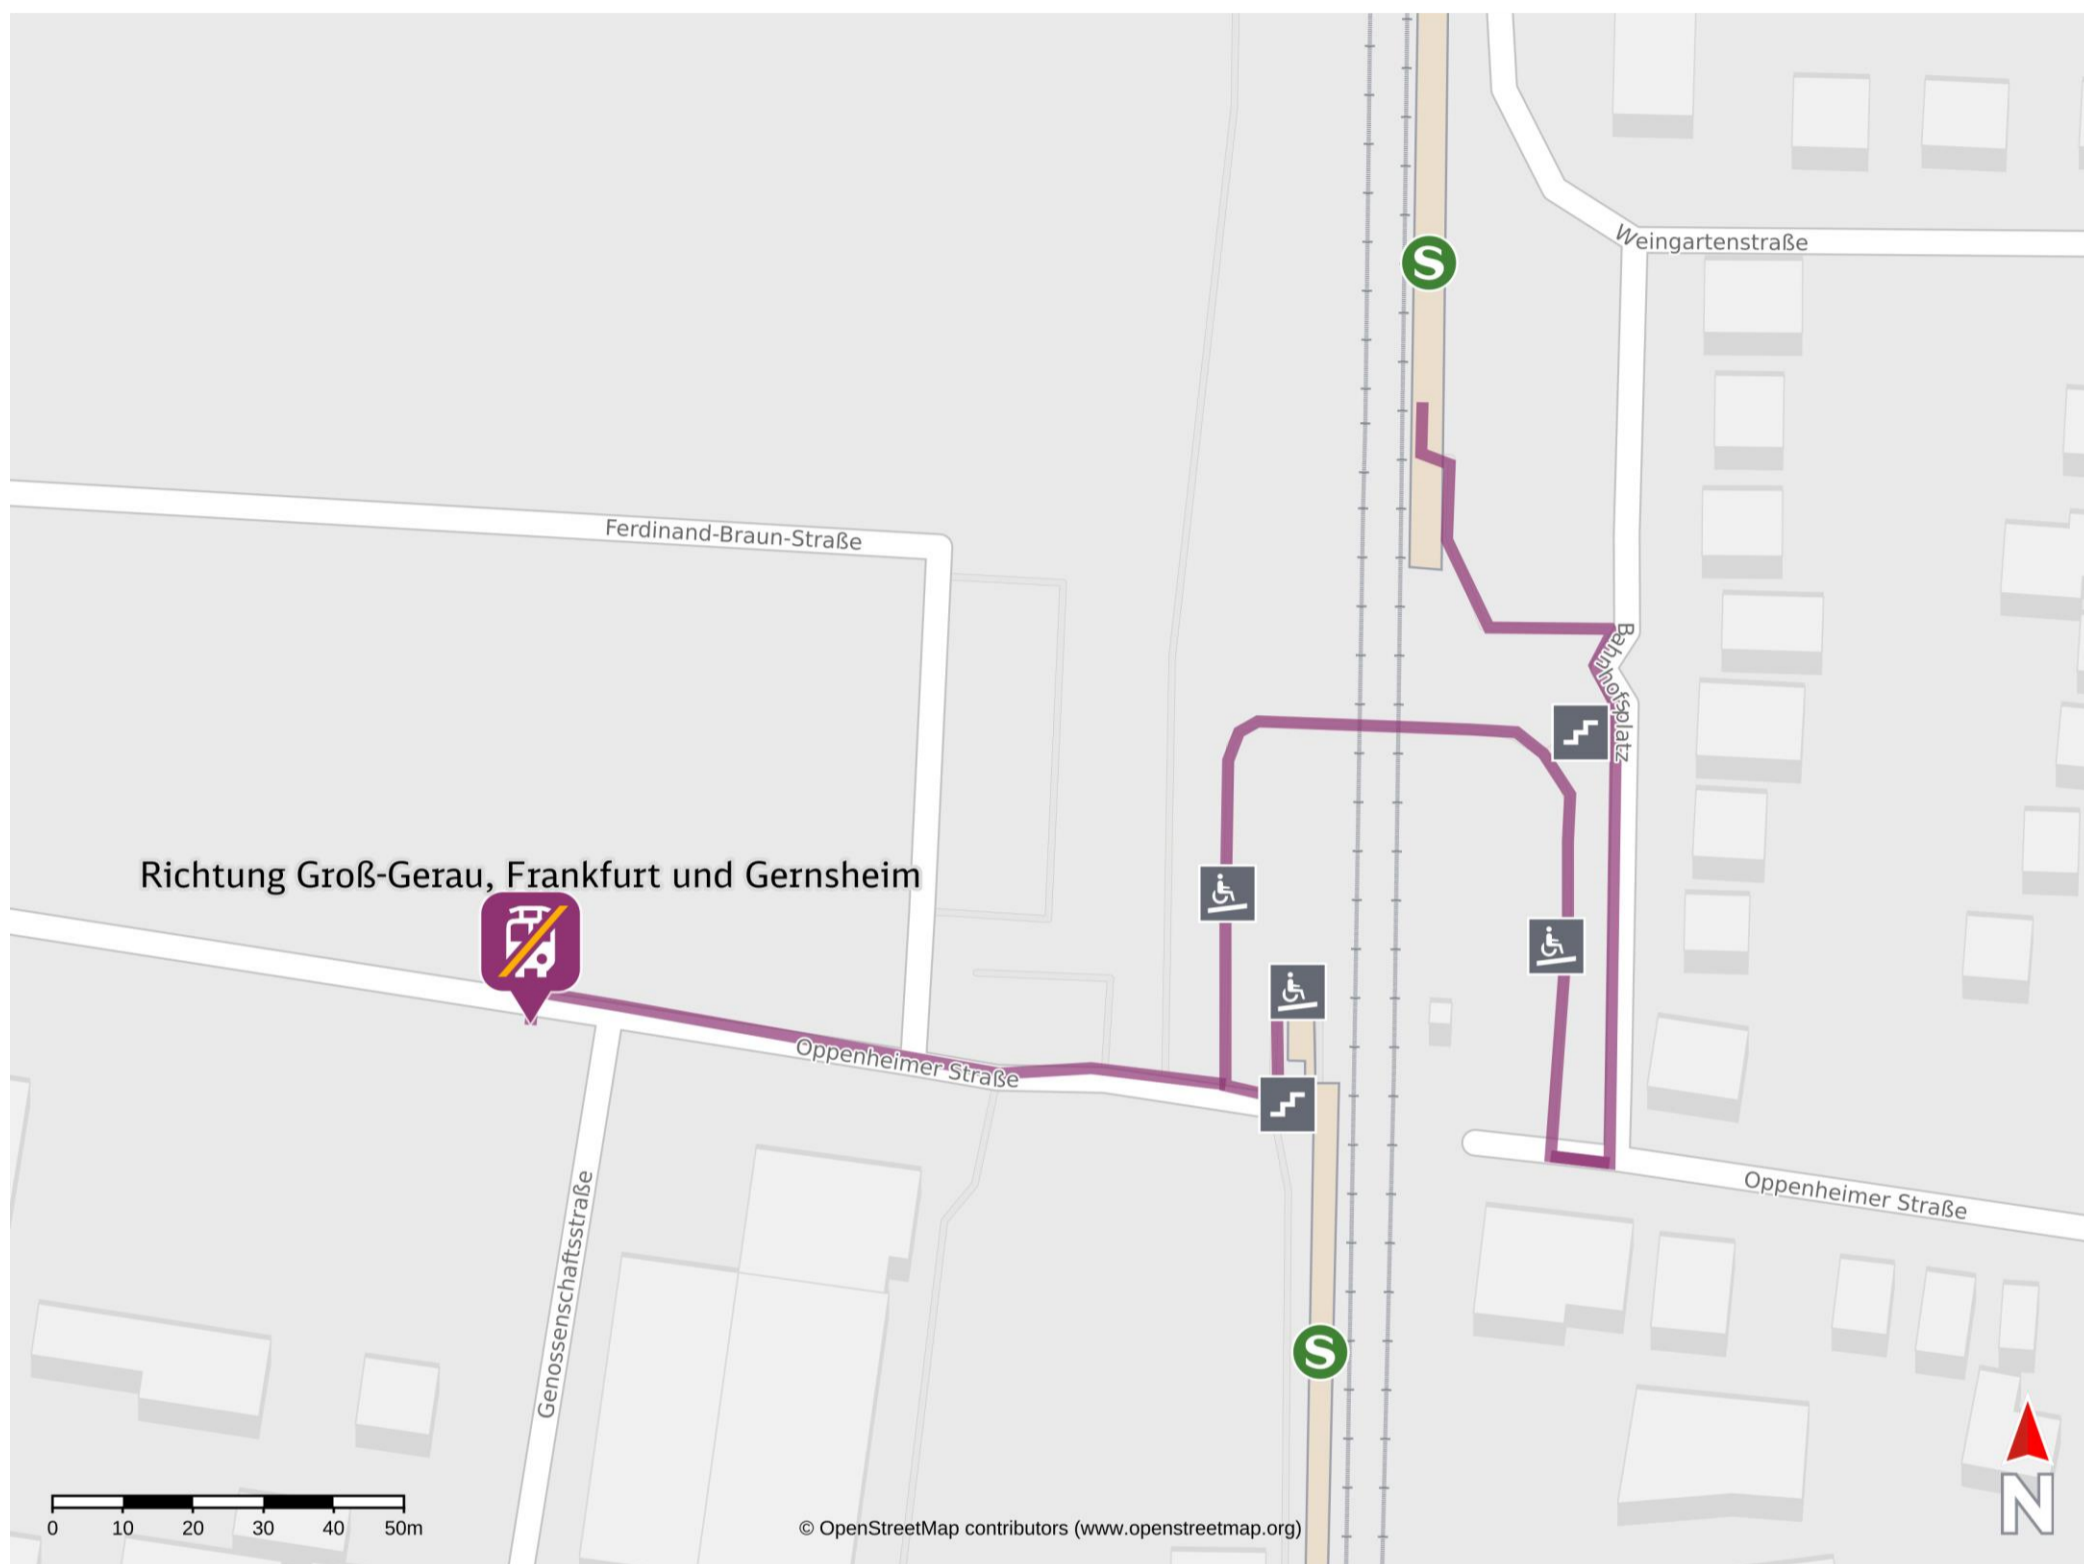 Weingartenstraße
S
Ferdinand-Braun-Straße
Bahnhofsplatz
Richtung Groß-Gerau, Frankfurt und Gernsheim
Oppenheimer Straße
Oppenheimer Straße
Genossenschaftsstraße
S
N
0 10 20 30 40 50m
© OpenStreetMap contributors (www.openstreetmap.org)